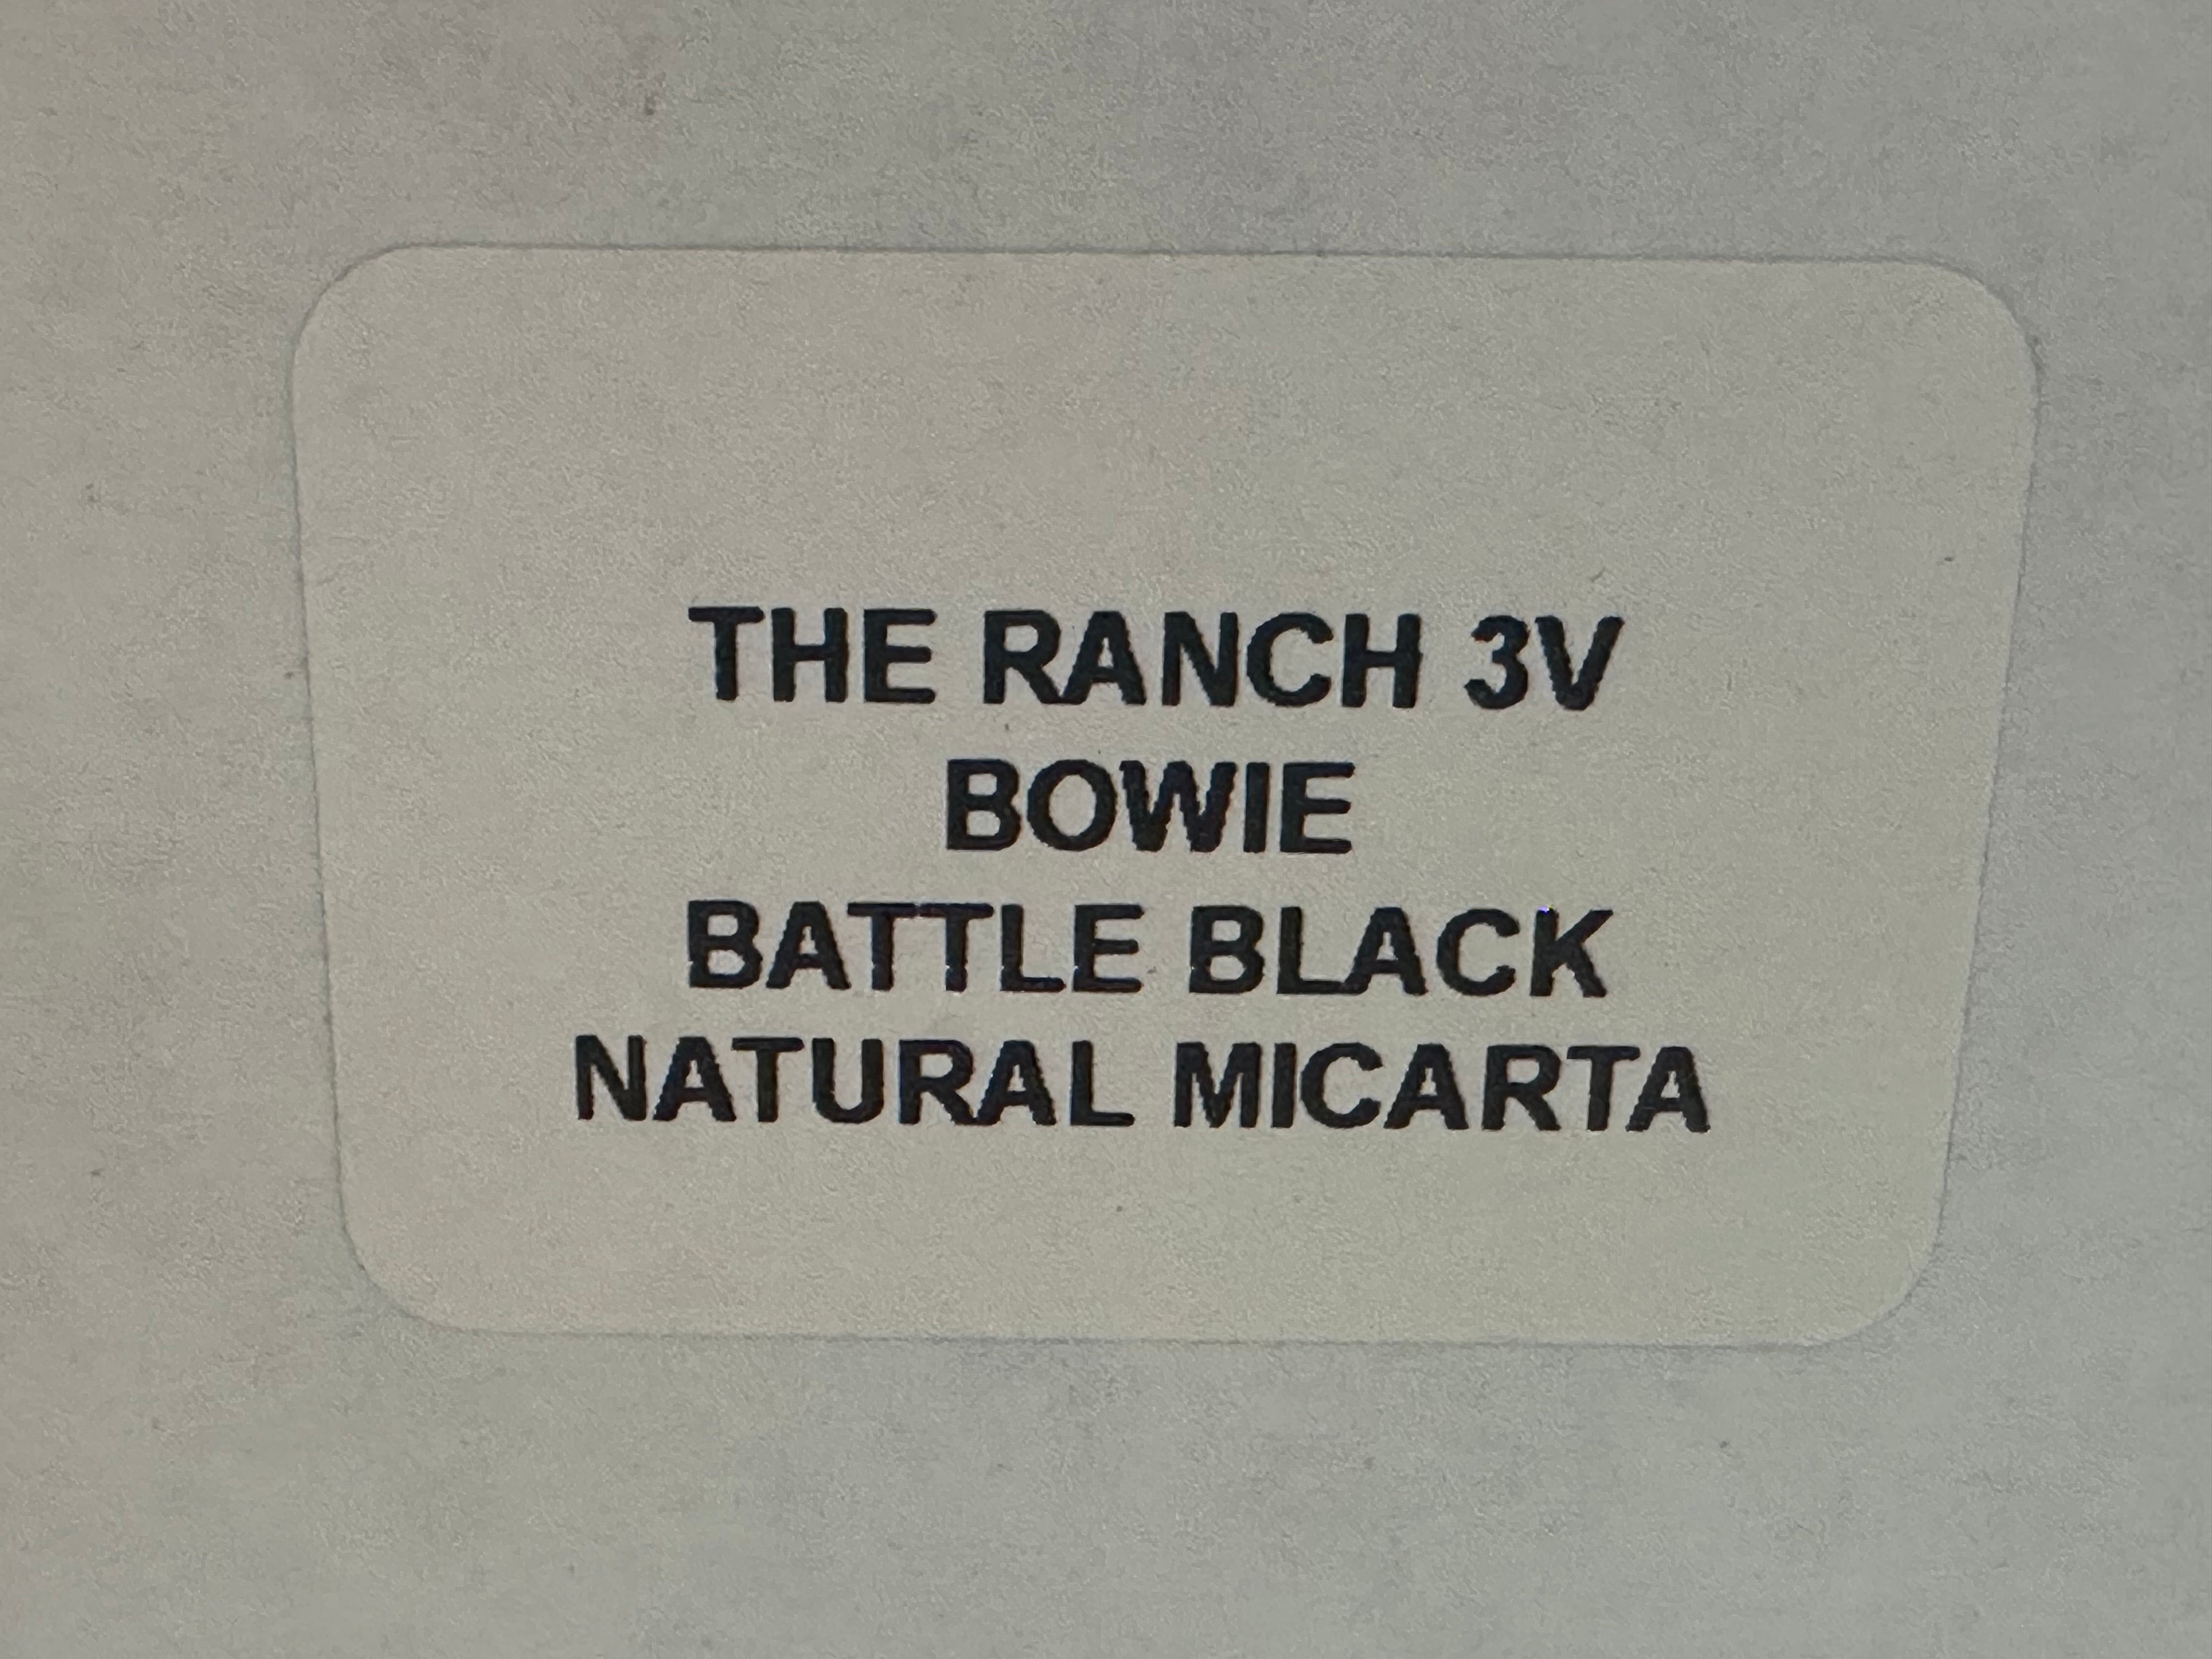 THE RANCH 3V
BOWIE
BATTLE BLACK
NATURAL MICARTA